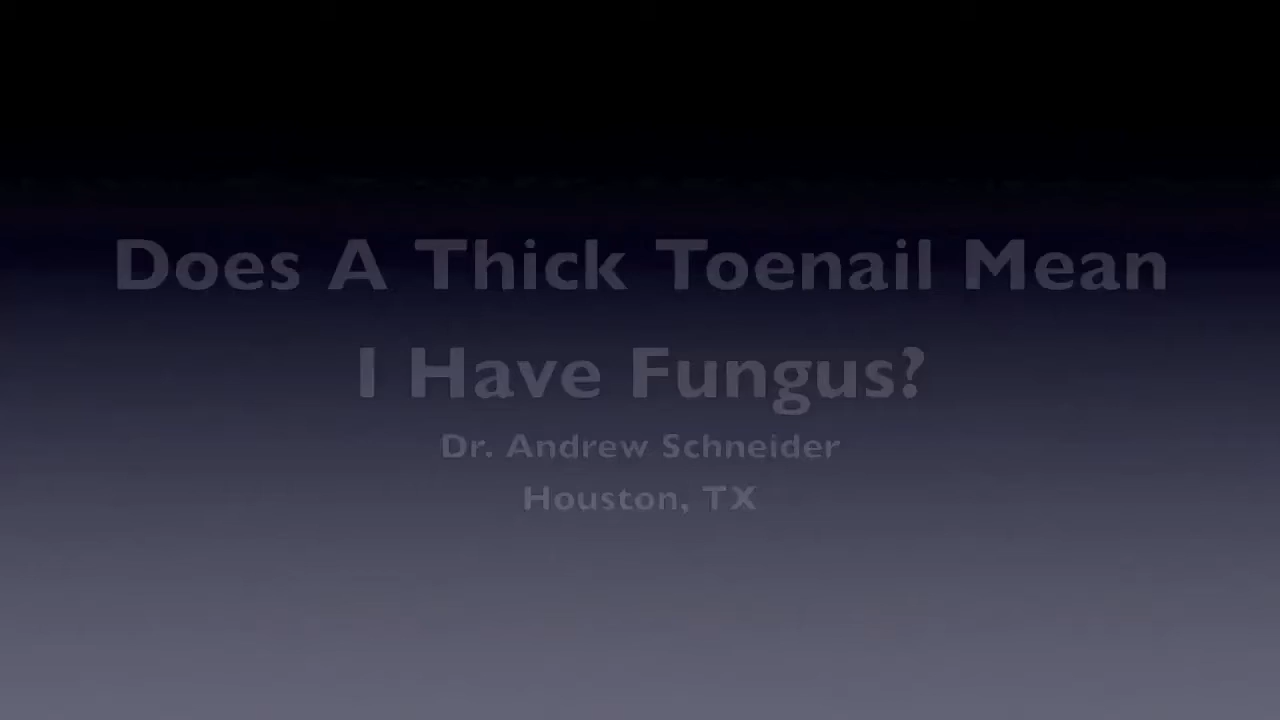 Does A Thick Toenail Mean
I Have Fungus?
Dr. Andrew Schneider
Houston, TX